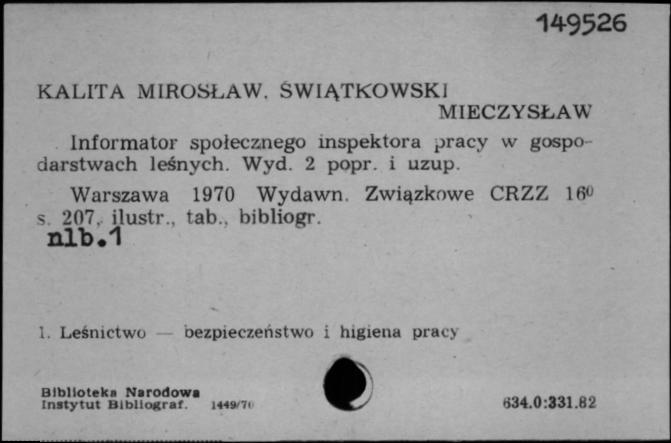 149526
KALITA MIROSŁAW, ŚWIĄTKOWSKI
MIECZYSŁAW
Informator społecznego inspektora pracy w gospo-
darstwach leśnych. Wyd. 2 popr. i uzup.
Warszawa 1970 Wydawn. Związkowe CRZZ 16⁰
s. 207, ilustr., tab., bibliogr.
nlb.1
1. Leśnictwo — bezpieczeństwo i higiena pracy
Biblioteka Narodowa
Instytut Bibliograf. 1449/70
634.0:331.82